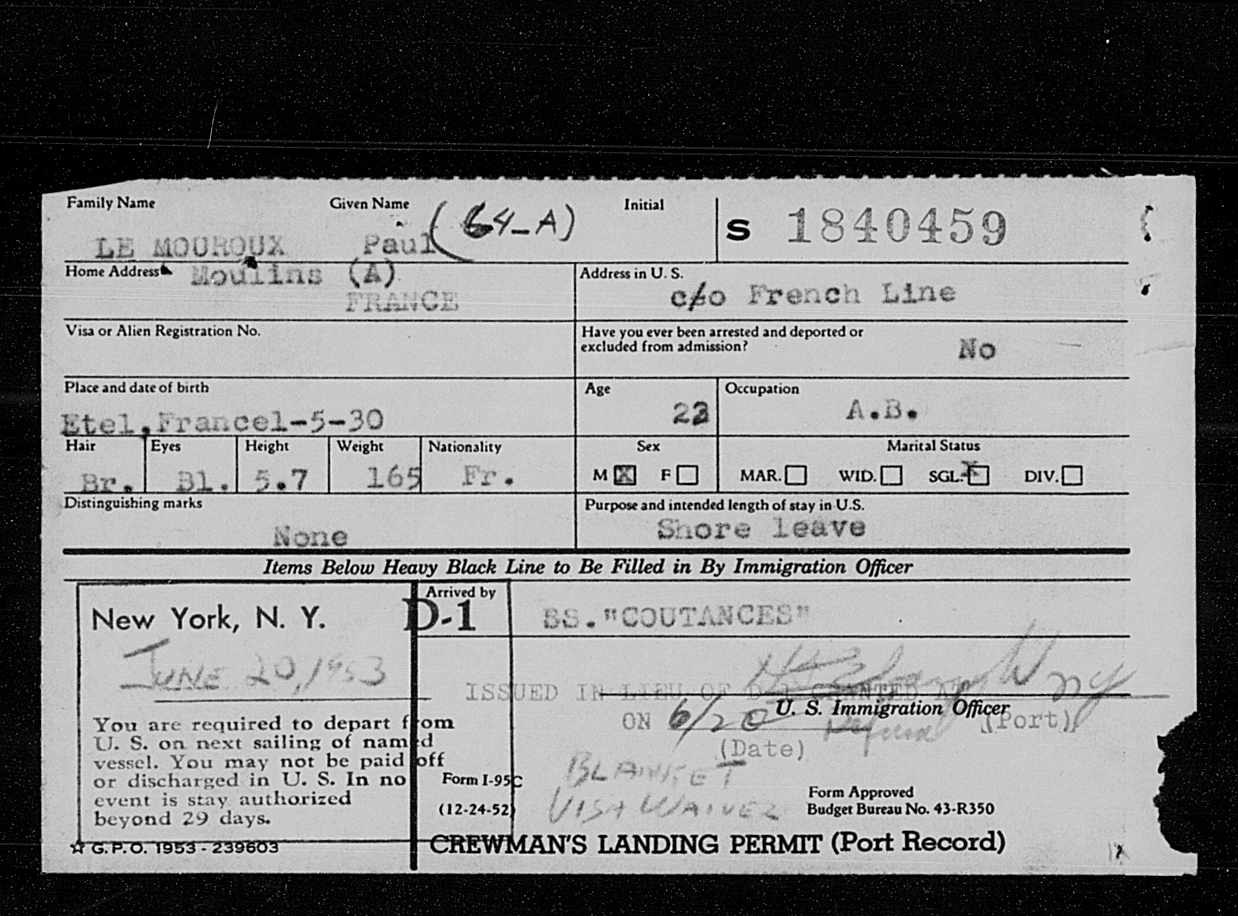 Family Name Given Name Initial
LE MOUROUX Paul (64-A) S 1840459
Home Address Moulins (A)
FRANCE
Address in U. S.
c/o French Line
Visa or Alien Registration No.
Have you ever been arrested and deported or
excluded from admission? No
Place and date of birth
Etel,France1-5-30
Age
23
Occupation
A.B.
Hair Eyes Height Weight Nationality
Br. Bl. 5.7 165 Fr.
Sex
M X F
Marital Status
MAR. WID. SGL. X DIV.
Distinguishing marks
None
Purpose and intended length of stay in U.S.
Shore leave
Items Below Heavy Black Line to Be Filled in By Immigration Officer
New York, N. Y.
JUNE 20, 1953
You are required to depart from
U. S. on next sailing of named
vessel. You may not be paid off
or discharged in U. S. In no
event is stay authorized
beyond 29 days.
D-1
Arrived by
SS."COUTANCES"
ISSUED IN LIEU OF D-1 GRANTED AT
U. S. Immigration Officer
ON 6/20 (Port)
(Date)
BLANKET
VISA WAIVER
Form I-95C
(12-24-52)
Form Approved
Budget Bureau No. 43-R350
☆ G.P.O. 1953 - 239603
CREWMAN'S LANDING PERMIT (Port Record)